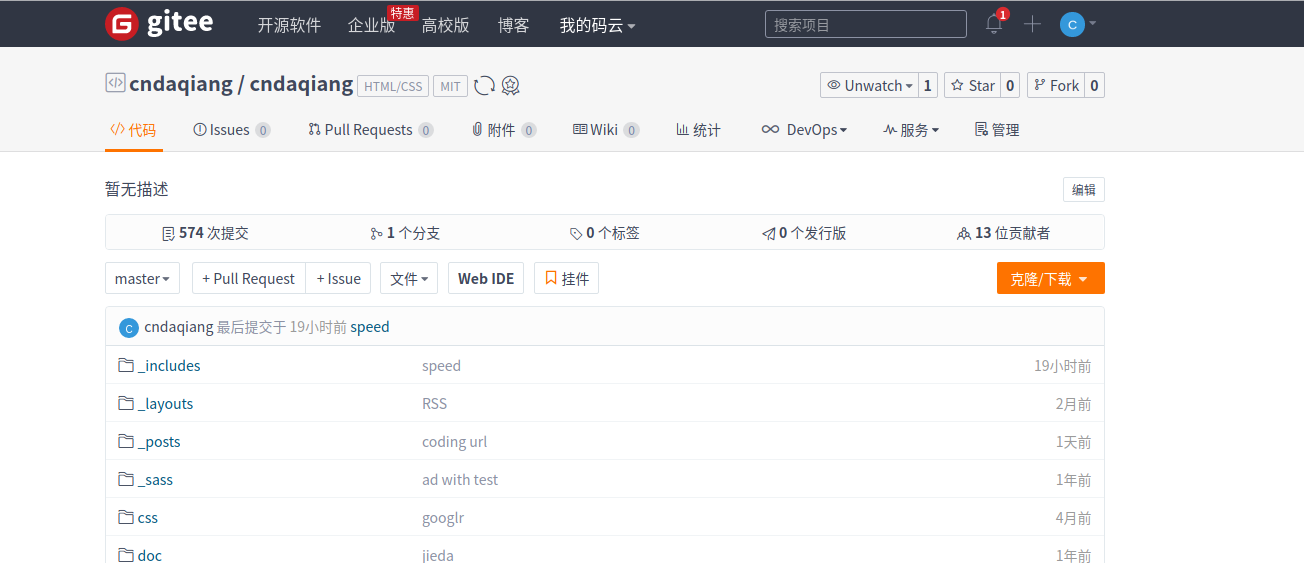 gitee 开源软件 企业版 特惠 高校版 博客 我的码云 搜索项目 1 C
cndaqiang / cndaqiang HTML/CSS MIT Unwatch 1 Star 0 Fork 0
代码 Issues 0 Pull Requests 0 附件 0 Wiki 0 统计 DevOps 服务 管理
暂无描述 编辑
574 次提交 1 个分支 0 个标签 0 个发行版 13 位贡献者
master + Pull Request + Issue 文件 Web IDE 挂件 克隆/下载
C cndaqiang 最后提交于 19小时前 speed
_includes speed 19小时前
_layouts RSS 2月前
_posts coding url 1天前
_sass ad with test 1年前
css googlr 4月前
doc jieda 1年前